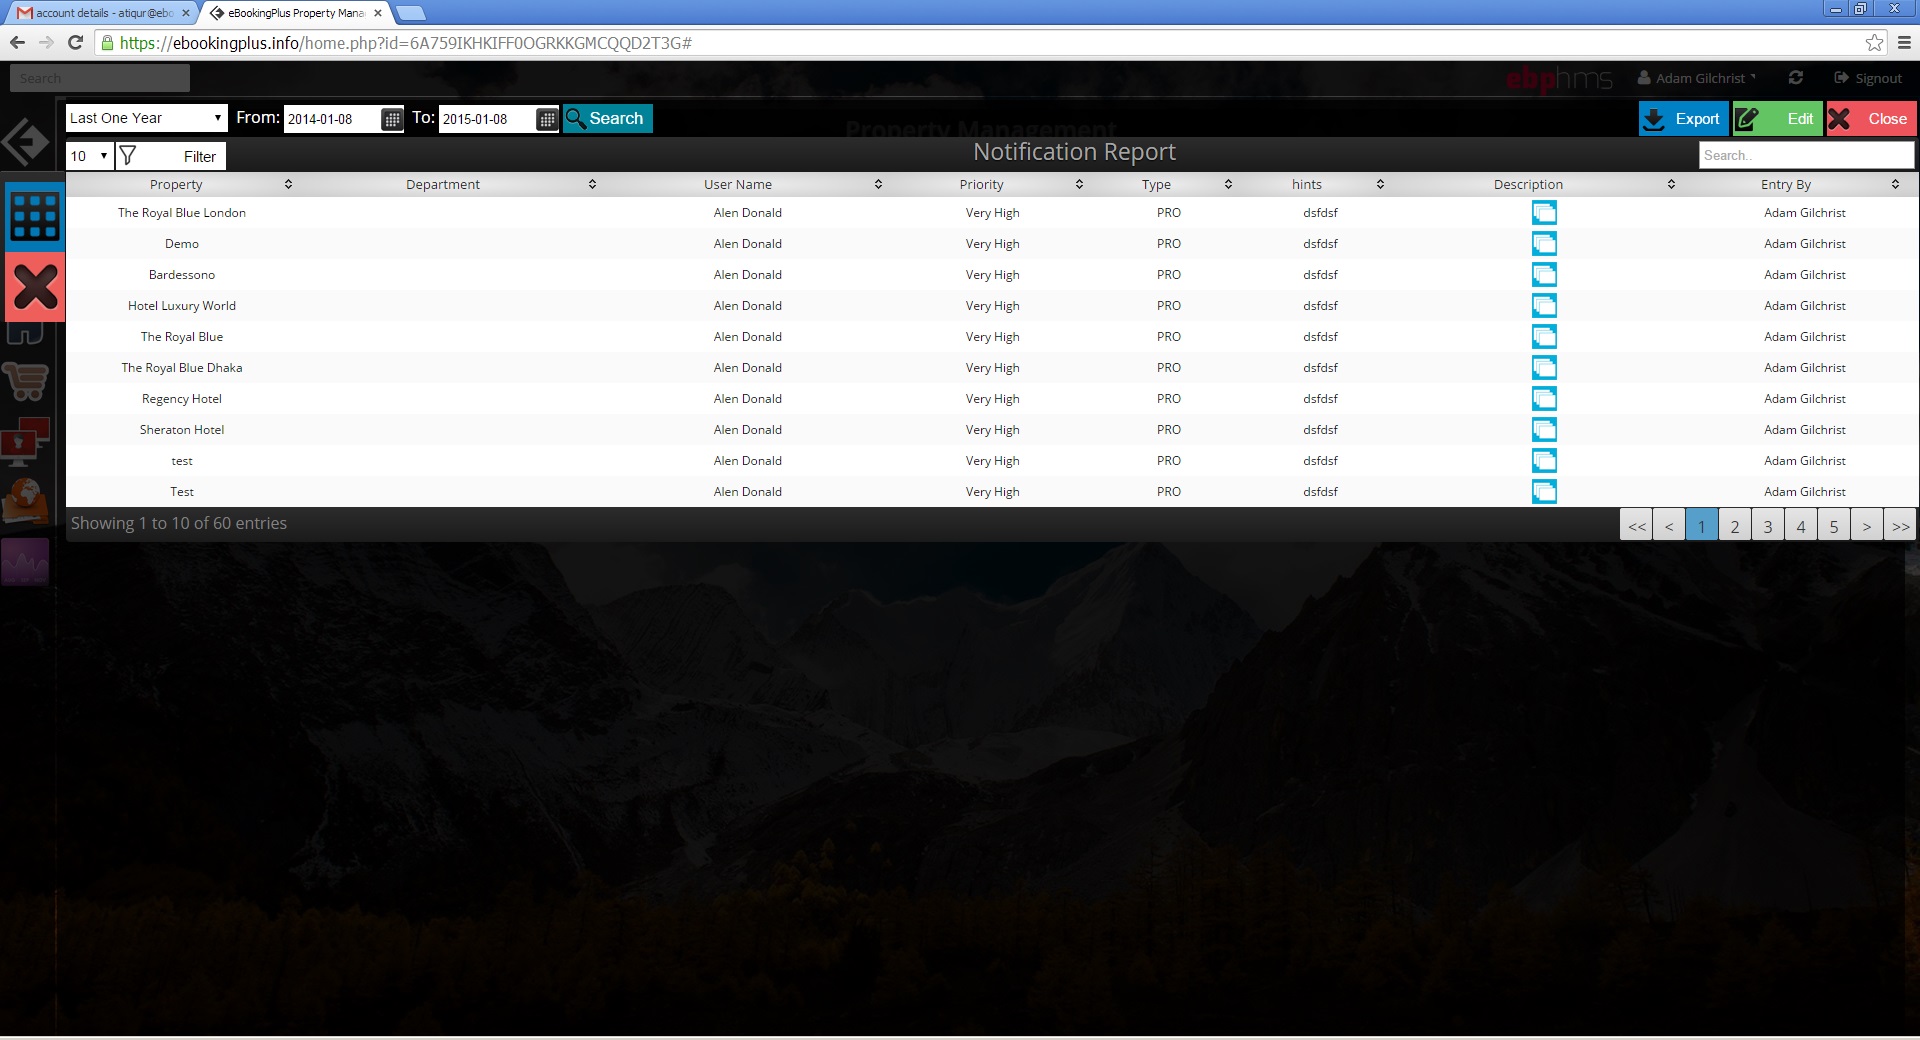 account details - atiqur@ebo
eBookingPlus Property Mana
https://ebookingplus.info/home.php?id=6A759IKHKIFF0OGRKKGMCQQD2T3G#
Search
ebphms
Adam Gilchrist
Signout
Last One Year
From: 2014-01-08 To: 2015-01-08 Search
Property Management
Export Edit Close
10 Filter
Notification Report
Search..
Property Department User Name Priority Type hints Description Entry By
The Royal Blue London Alen Donald Very High PRO dsfdsf Adam Gilchrist
Demo Alen Donald Very High PRO dsfdsf Adam Gilchrist
Bardessono Alen Donald Very High PRO dsfdsf Adam Gilchrist
Hotel Luxury World Alen Donald Very High PRO dsfdsf Adam Gilchrist
The Royal Blue Alen Donald Very High PRO dsfdsf Adam Gilchrist
The Royal Blue Dhaka Alen Donald Very High PRO dsfdsf Adam Gilchrist
Regency Hotel Alen Donald Very High PRO dsfdsf Adam Gilchrist
Sheraton Hotel Alen Donald Very High PRO dsfdsf Adam Gilchrist
test Alen Donald Very High PRO dsfdsf Adam Gilchrist
Test Alen Donald Very High PRO dsfdsf Adam Gilchrist
Showing 1 to 10 of 60 entries
<< < 1 2 3 4 5 > >>